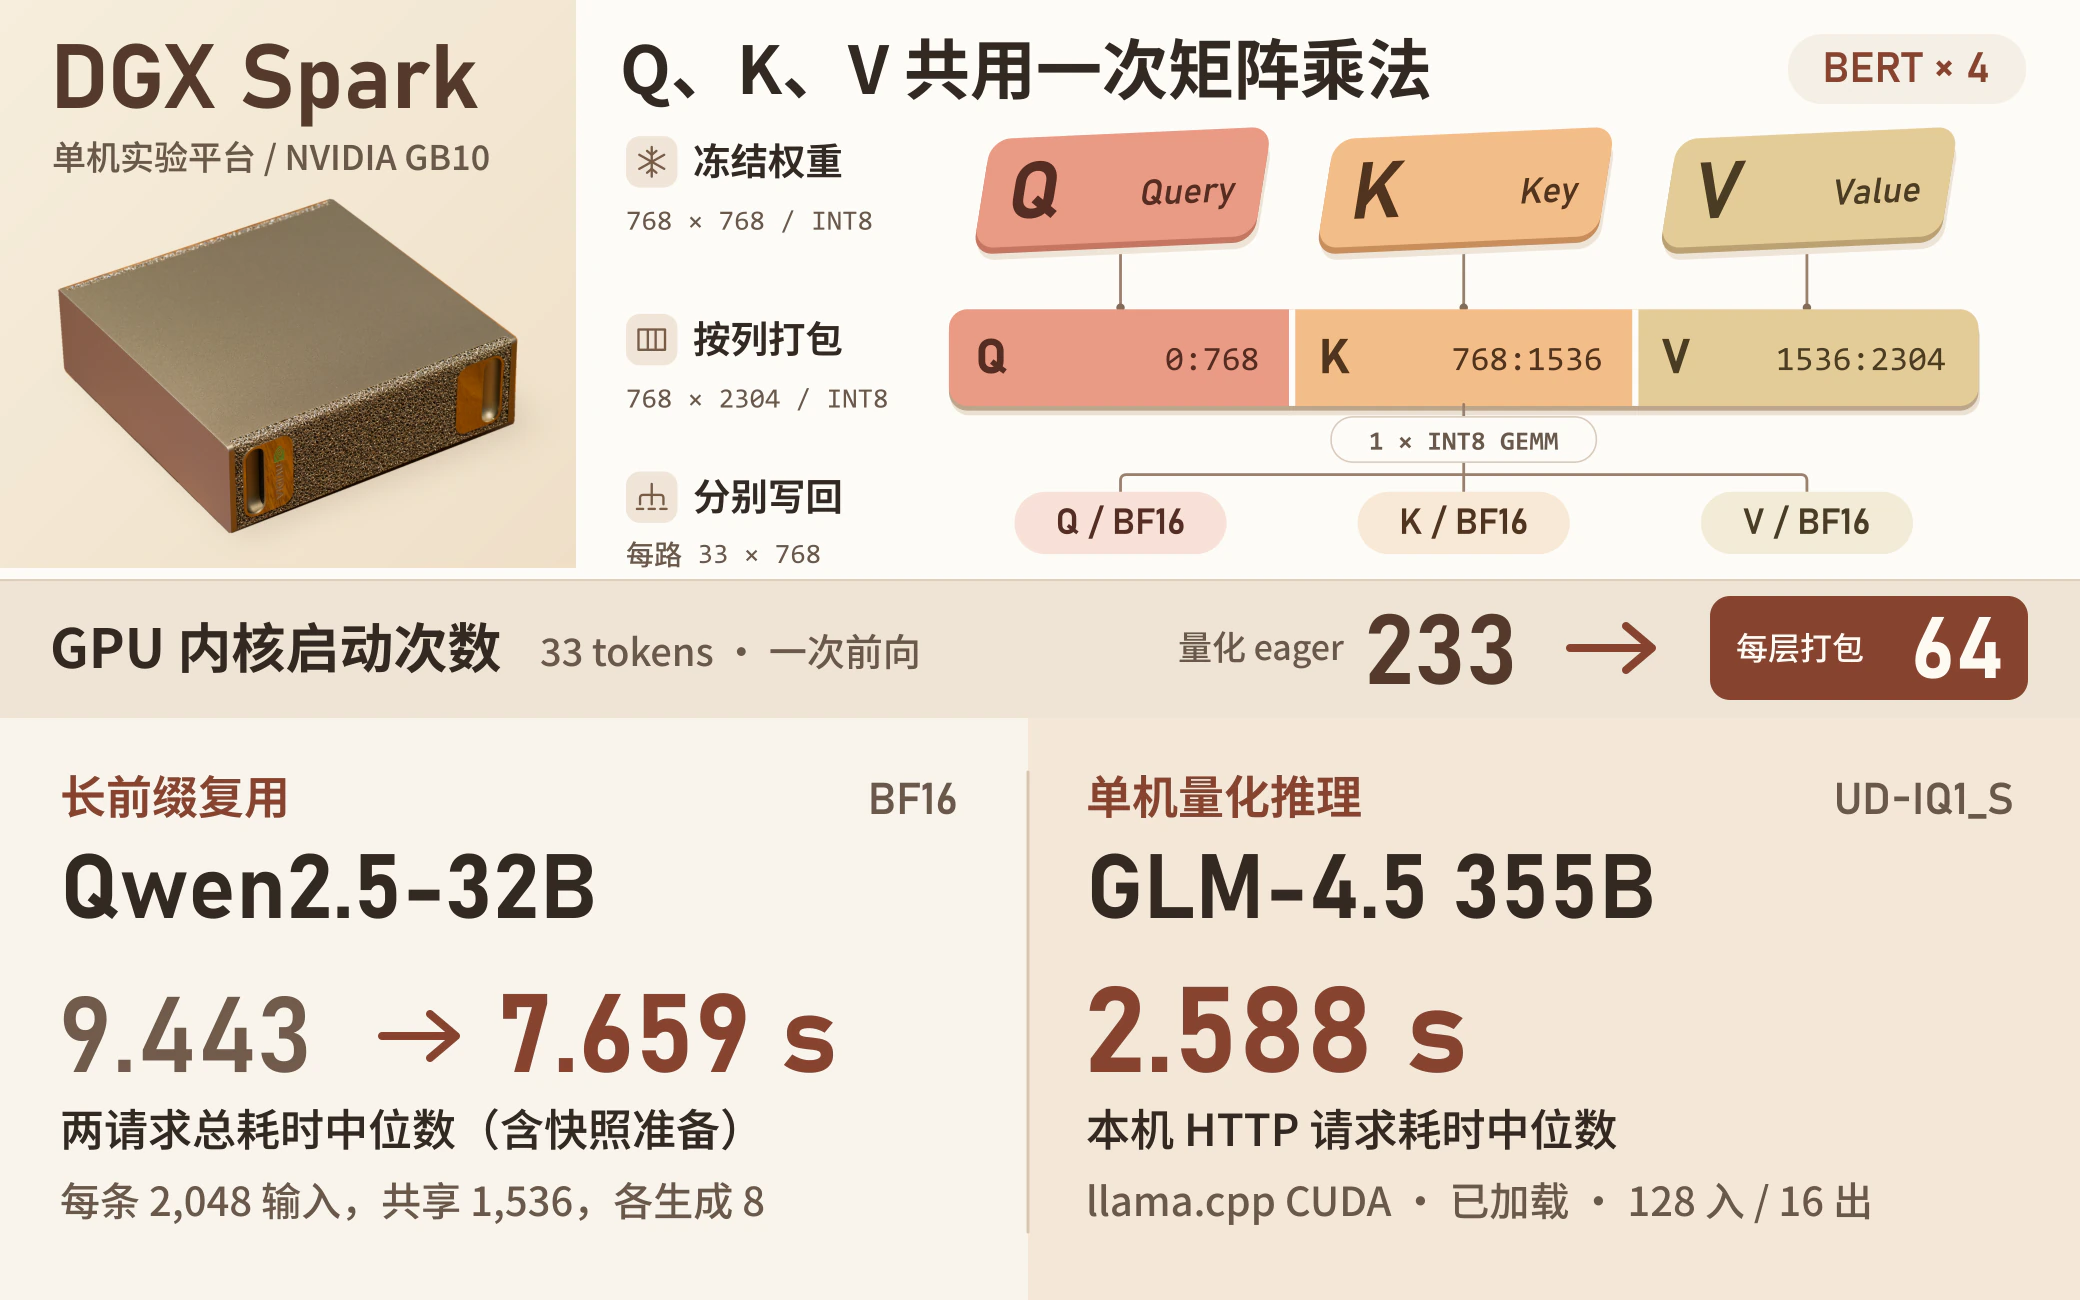 DGX Spark
单机实验平台 / NVIDIA GB10
Q、K、V 共用一次矩阵乘法
BERT × 4
冻结权重
768 × 768 / INT8
Q Query
K Key
V Value
按列打包
768 × 2304 / INT8
Q 0:768
K 768:1536
V 1536:2304
1 × INT8 GEMM
分别写回
每路 33 × 768
Q / BF16
K / BF16
V / BF16
GPU 内核启动次数 33 tokens · 一次前向
量化 eager 233 → 每层打包 64
长前缀复用 BF16
Qwen2.5-32B
9.443 → 7.659 s
两请求总耗时中位数（含快照准备）
每条 2,048 输入，共享 1,536，各生成 8
单机量化推理 UD-IQ1_S
GLM-4.5 355B
2.588 s
本机 HTTP 请求耗时中位数
llama.cpp CUDA · 已加载 · 128 入 / 16 出